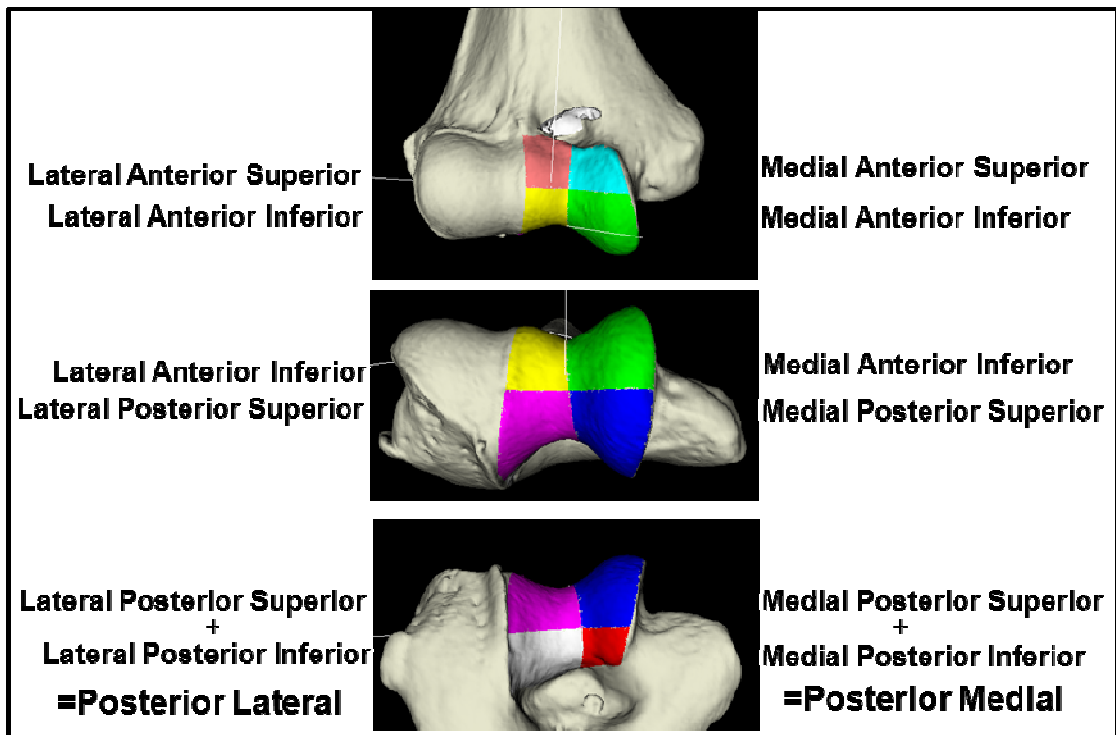 Lateral Anterior Superior
Lateral Anterior Inferior
Medial Anterior Superior
Medial Anterior Inferior
Lateral Anterior Inferior
Lateral Posterior Superior
Medial Anterior Inferior
Medial Posterior Superior
Lateral Posterior Superior
+
Lateral Posterior Inferior
=Posterior Lateral
Medial Posterior Superior
+
Medial Posterior Inferior
=Posterior Medial